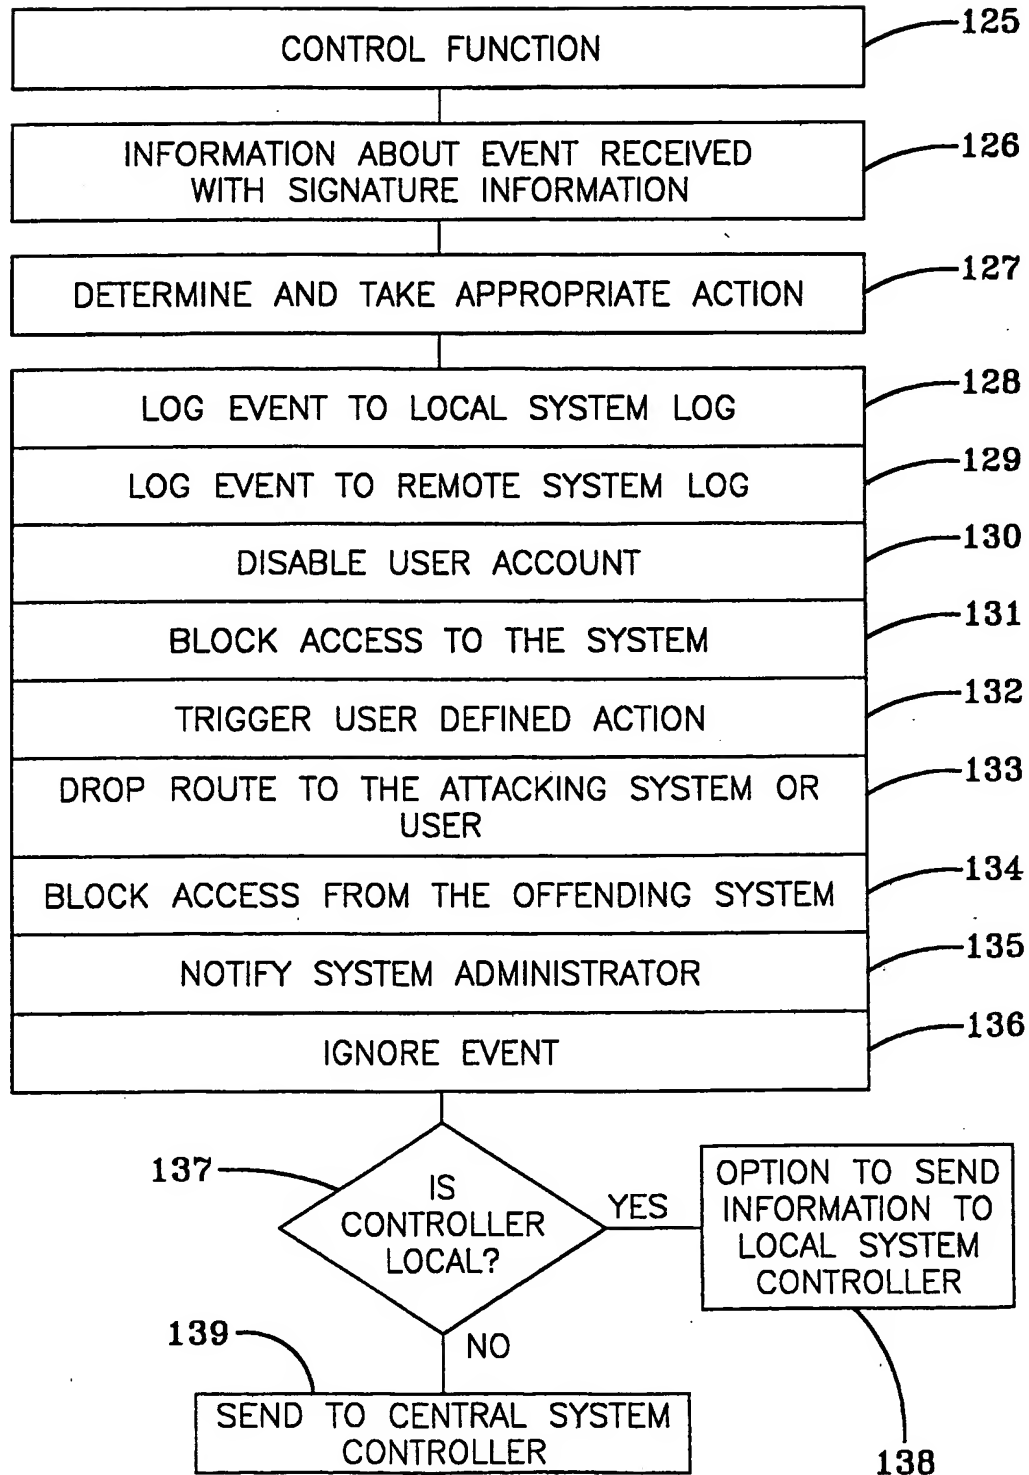 CONTROL FUNCTION
125
INFORMATION ABOUT EVENT RECEIVED
WITH SIGNATURE INFORMATION
126
DETERMINE AND TAKE APPROPRIATE ACTION
127
LOG EVENT TO LOCAL SYSTEM LOG
128
LOG EVENT TO REMOTE SYSTEM LOG
129
DISABLE USER ACCOUNT
130
BLOCK ACCESS TO THE SYSTEM
131
TRIGGER USER DEFINED ACTION
132
DROP ROUTE TO THE ATTACKING SYSTEM OR
USER
133
BLOCK ACCESS FROM THE OFFENDING SYSTEM
134
NOTIFY SYSTEM ADMINISTRATOR
135
IGNORE EVENT
136
137
IS
CONTROLLER
LOCAL?
YES
OPTION TO SEND
INFORMATION TO
LOCAL SYSTEM
CONTROLLER
138
NO
139
SEND TO CENTRAL SYSTEM
CONTROLLER